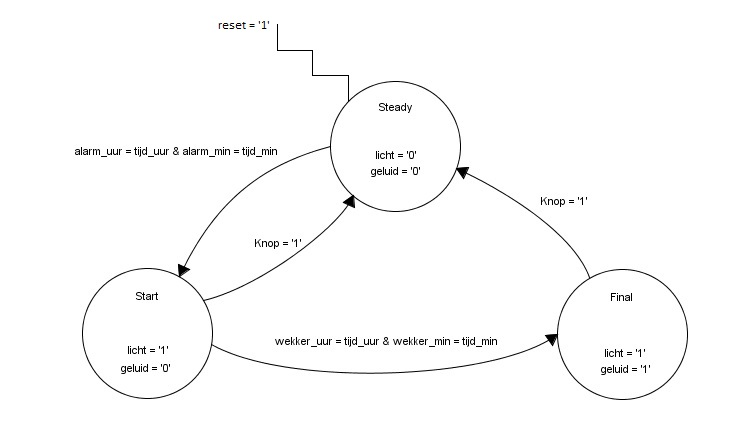 reset = '1'
Steady
licht = '0'
geluid = '0'
alarm_uur = tijd_uur & alarm_min = tijd_min
Knop = '1'
Knop = '1'
Start
licht = '1'
geluid = '0'
wekker_uur = tijd_uur & wekker_min = tijd_min
Final
licht = '1'
geluid = '1'